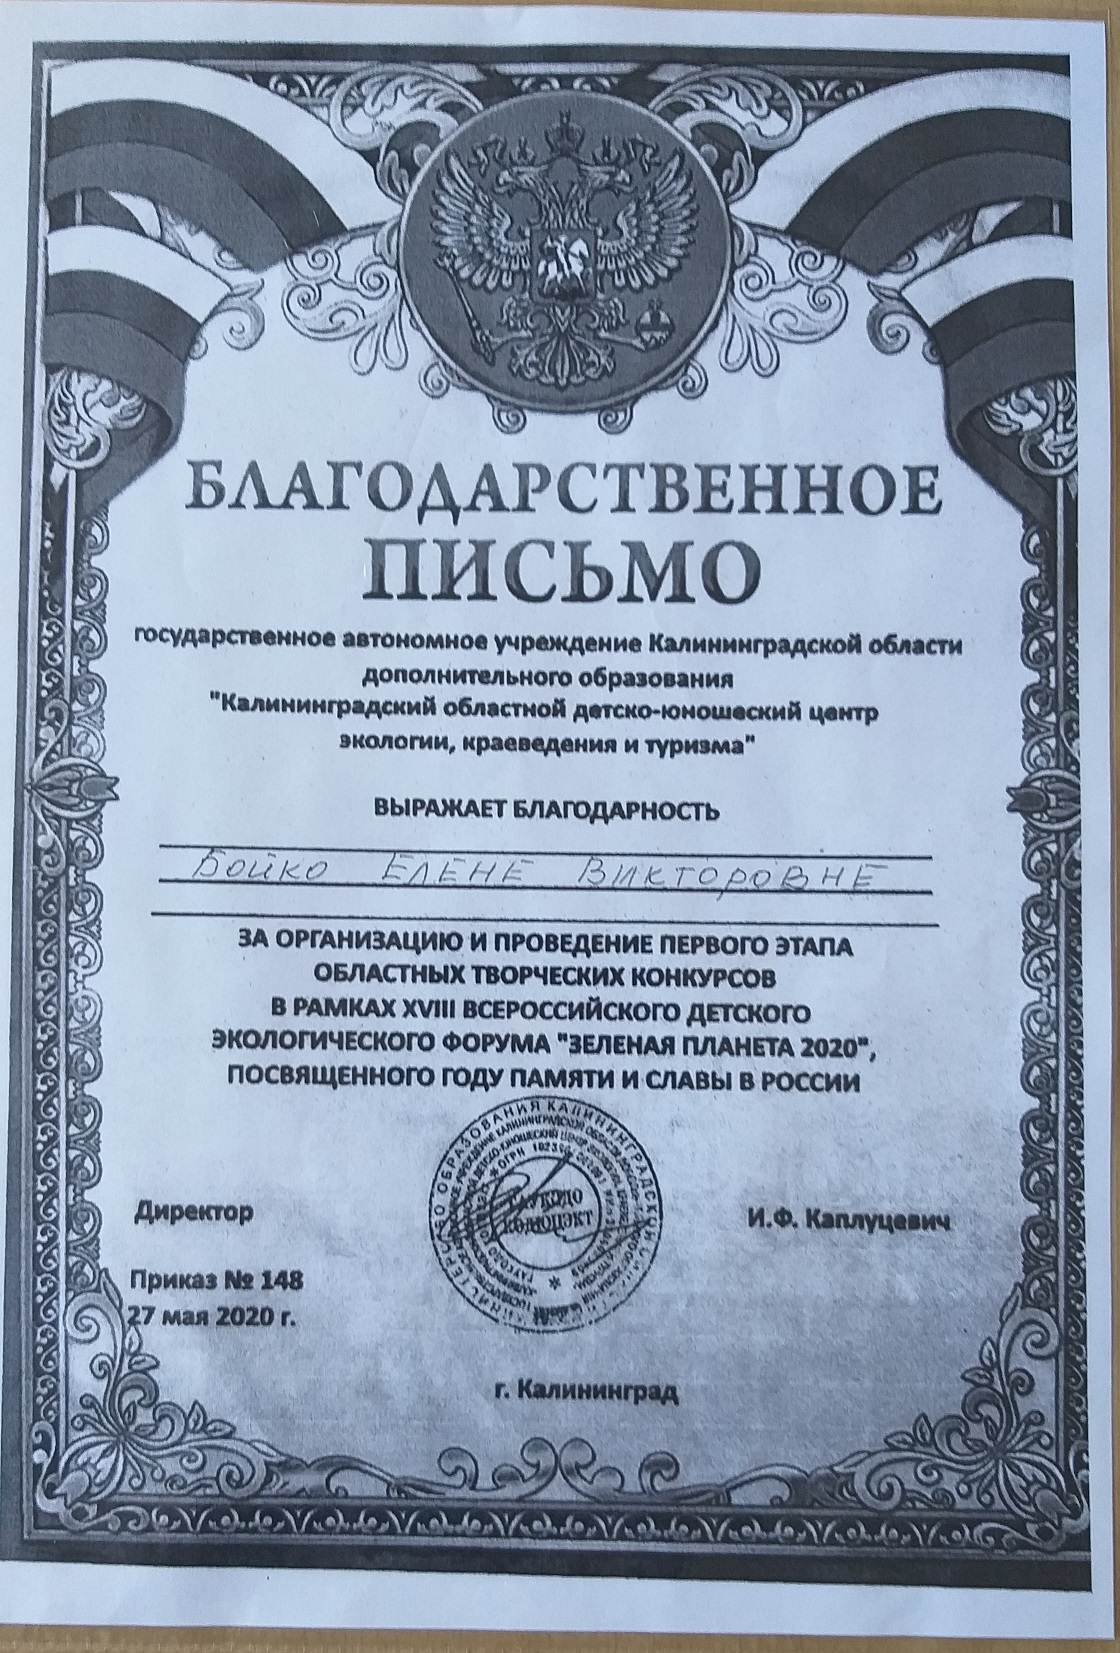 БЛАГОДАРСТВЕННОЕ
ПИСЬМО
государственное автономное учреждение Калининградской области
дополнительного образования
"Калининградский областной детско-юношеский центр
экологии, краеведения и туризма"
ВЫРАЖАЕТ БЛАГОДАРНОСТЬ
БОЙКО ЕЛЕНЕ ВИКТОРОВНЕ
ЗА ОРГАНИЗАЦИЮ И ПРОВЕДЕНИЕ ПЕРВОГО ЭТАПА
ОБЛАСТНЫХ ТВОРЧЕСКИХ КОНКУРСОВ
В РАМКАХ XVIII ВСЕРОССИЙСКОГО ДЕТСКОГО
ЭКОЛОГИЧЕСКОГО ФОРУМА "ЗЕЛЕНАЯ ПЛАНЕТА 2020",
ПОСВЯЩЕННОГО ГОДУ ПАМЯТИ И СЛАВЫ В РОССИИ
ОБРАЗОВАНИЯ КАЛИНИНГРАДСКОЙ
Директор
И.Ф. Каплуцевич
Приказ № 148
27 мая 2020 г.
г. Калининград